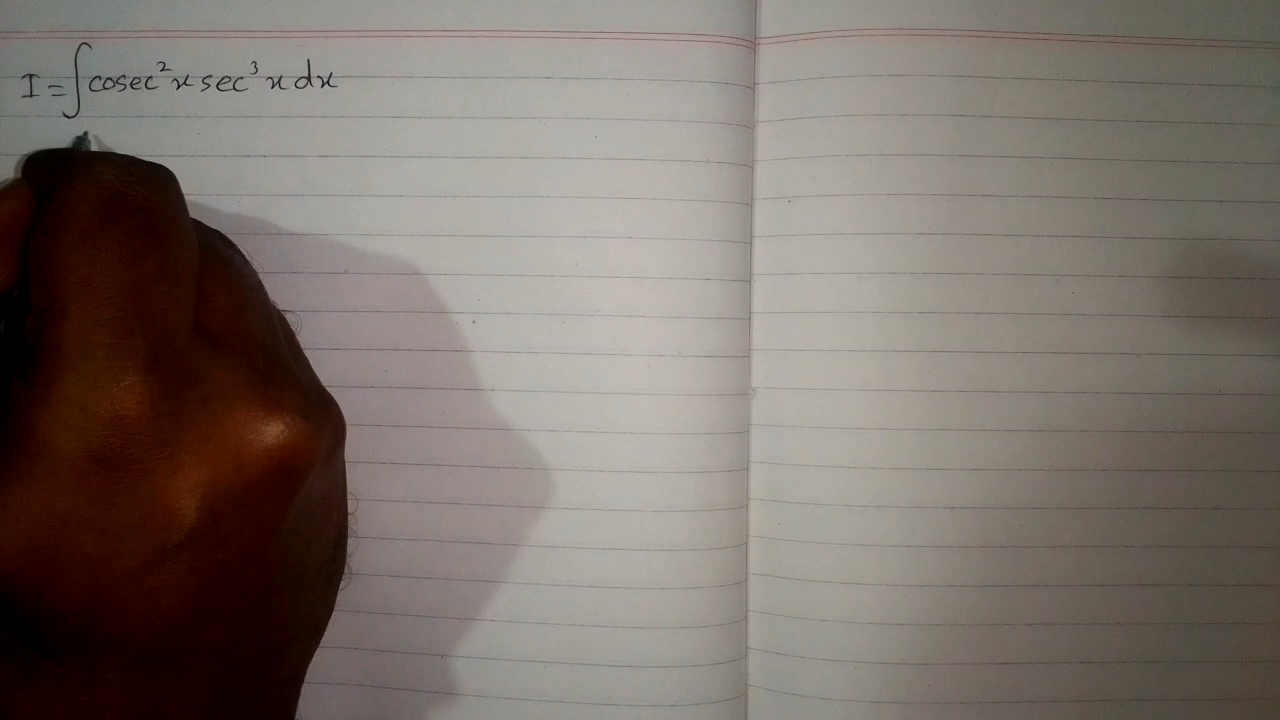 I = ∫cosec²x sec³x dx